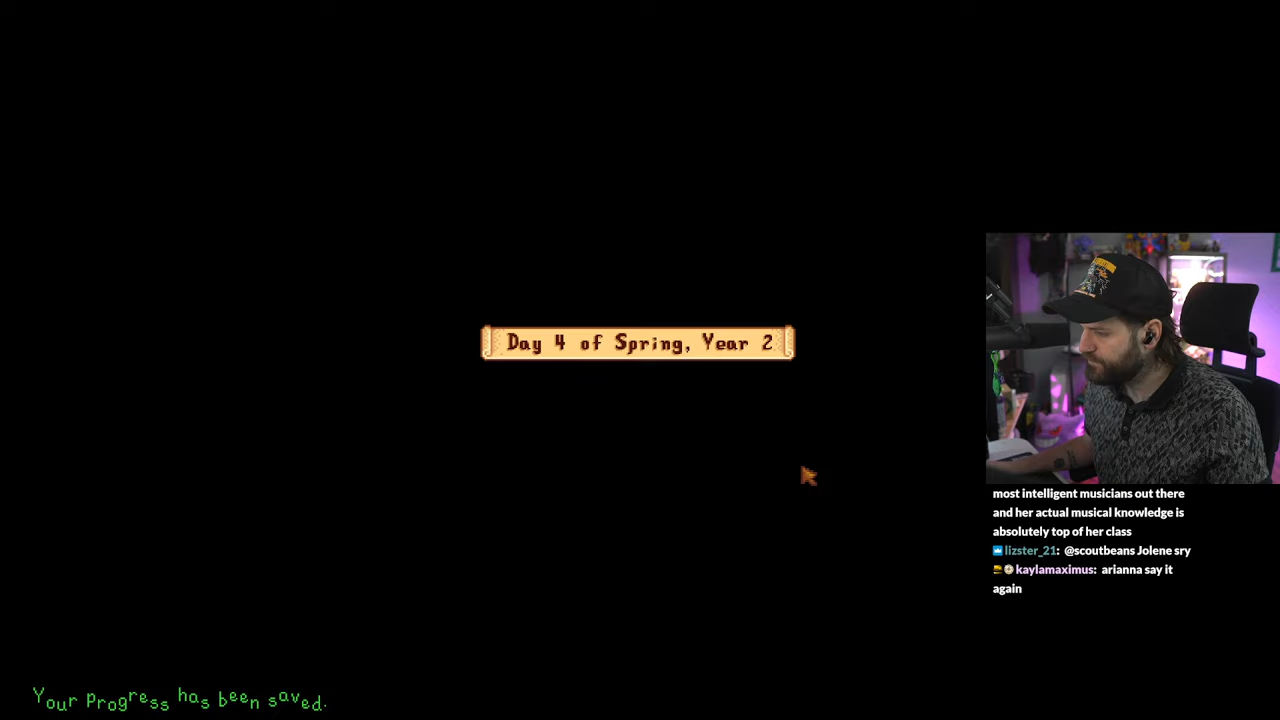 Day 4 of Spring, Year 2
most intelligent musicians out there
and her actual musical knowledge is
absolutely top of her class
lizster_21: @scoutbeans Jolene sry
kaylamaximus: arianna say it
again
Your progress has been saved.